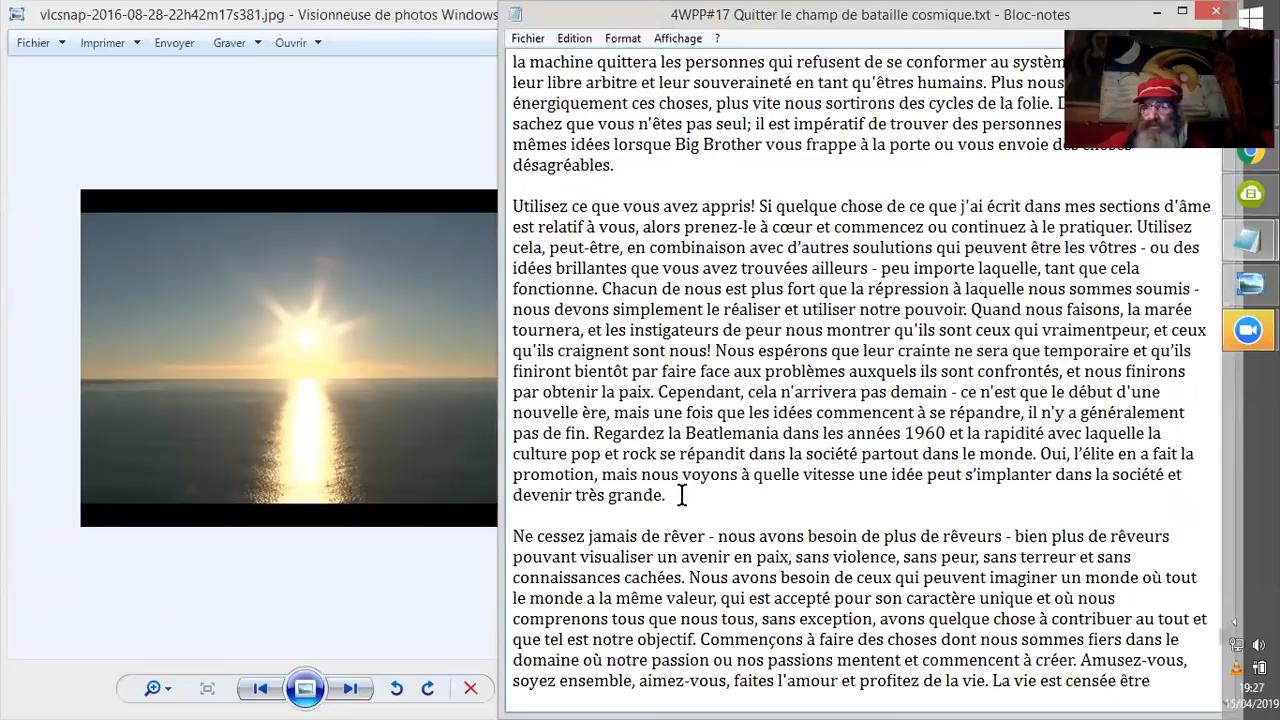 vlcsnap-2016-08-28-22h42m17s381.jpg - Visionneuse de photos Windows
Fichier Imprimer Envoyer Graver Ouvrir
4WPP#17 Quitter le champ de bataille cosmique.txt - Bloc-notes
Fichier Edition Format Affichage ?
la machine quittera les personnes qui refusent de se conformer au systèm
leur libre arbitre et leur souveraineté en tant qu'êtres humains. Plus nous
énergiquement ces choses, plus vite nous sortirons des cycles de la folie.
sachez que vous n'êtes pas seul; il est impératif de trouver des personnes
mêmes idées lorsque Big Brother vous frappe à la porte ou vous envoie des choses
désagréables.
Utilisez ce que vous avez appris! Si quelque chose de ce que j'ai écrit dans mes sections d'âme
est relatif à vous, alors prenez-le à cœur et commencez ou continuez à le pratiquer. Utilisez
cela, peut-être, en combinaison avec d'autres soulutions qui peuvent être les vôtres - ou des
idées brillantes que vous avez trouvées ailleurs - peu importe laquelle, tant que cela
fonctionne. Chacun de nous est plus fort que la répression à laquelle nous sommes soumis -
nous devons simplement le réaliser et utiliser notre pouvoir. Quand nous faisons, la marée
tournera, et les instigateurs de peur nous montrer qu'ils sont ceux qui vraimentpeur, et ceux
qu'ils craignent sont nous! Nous espérons que leur crainte ne sera que temporaire et qu'ils
finiront bientôt par faire face aux problèmes auxquels ils sont confrontés, et nous finirons
par obtenir la paix. Cependant, cela n'arrivera pas demain - ce n'est que le début d'une
nouvelle ère, mais une fois que les idées commencent à se répandre, il n'y a généralement
pas de fin. Regardez la Beatlemania dans les années 1960 et la rapidité avec laquelle la
culture pop et rock se répandit dans la société partout dans le monde. Oui, l'élite en a fait la
promotion, mais nous voyons à quelle vitesse une idée peut s'implanter dans la société et
devenir très grande.
Ne cessez jamais de rêver - nous avons besoin de plus de rêveurs - bien plus de rêveurs
pouvant visualiser un avenir en paix, sans violence, sans peur, sans terreur et sans
connaissances cachées. Nous avons besoin de ceux qui peuvent imaginer un monde où tout
le monde a la même valeur, qui est accepté pour son caractère unique et où nous
comprenons tous que nous tous, sans exception, avons quelque chose à contribuer au tout et
que tel est notre objectif. Commençons à faire des choses dont nous sommes fiers dans le
domaine où notre passion ou nos passions mentent et commencent à créer. Amusez-vous,
soyez ensemble, aimez-vous, faites l'amour et profitez de la vie. La vie est censée être
19:27
15/04/2019